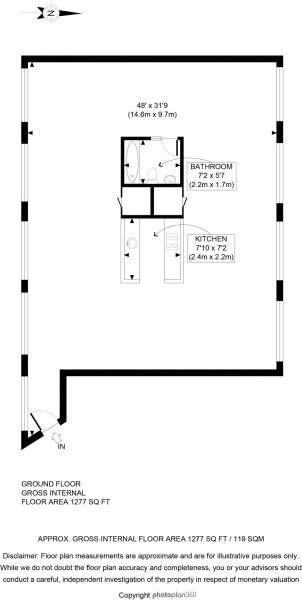 N
48' x 31'9
(14.6m x 9.7m)
BATHROOM
7'2 x 5'7
(2.2m x 1.7m)
KITCHEN
7'10 x 7'2
(2.4m x 2.2m)
IN
GROUND FLOOR
GROSS INTERNAL
FLOOR AREA 1277 SQ FT
APPROX. GROSS INTERNAL FLOOR AREA 1277 SQ FT / 119 SQM
Disclaimer: Floor plan measurements are approximate and are for illustrative purposes only.
While we do not doubt the floor plan accuracy and completeness, you or your advisors should
conduct a careful, independent investigation of the property in respect of monetary valuation
Copyright photoplan360